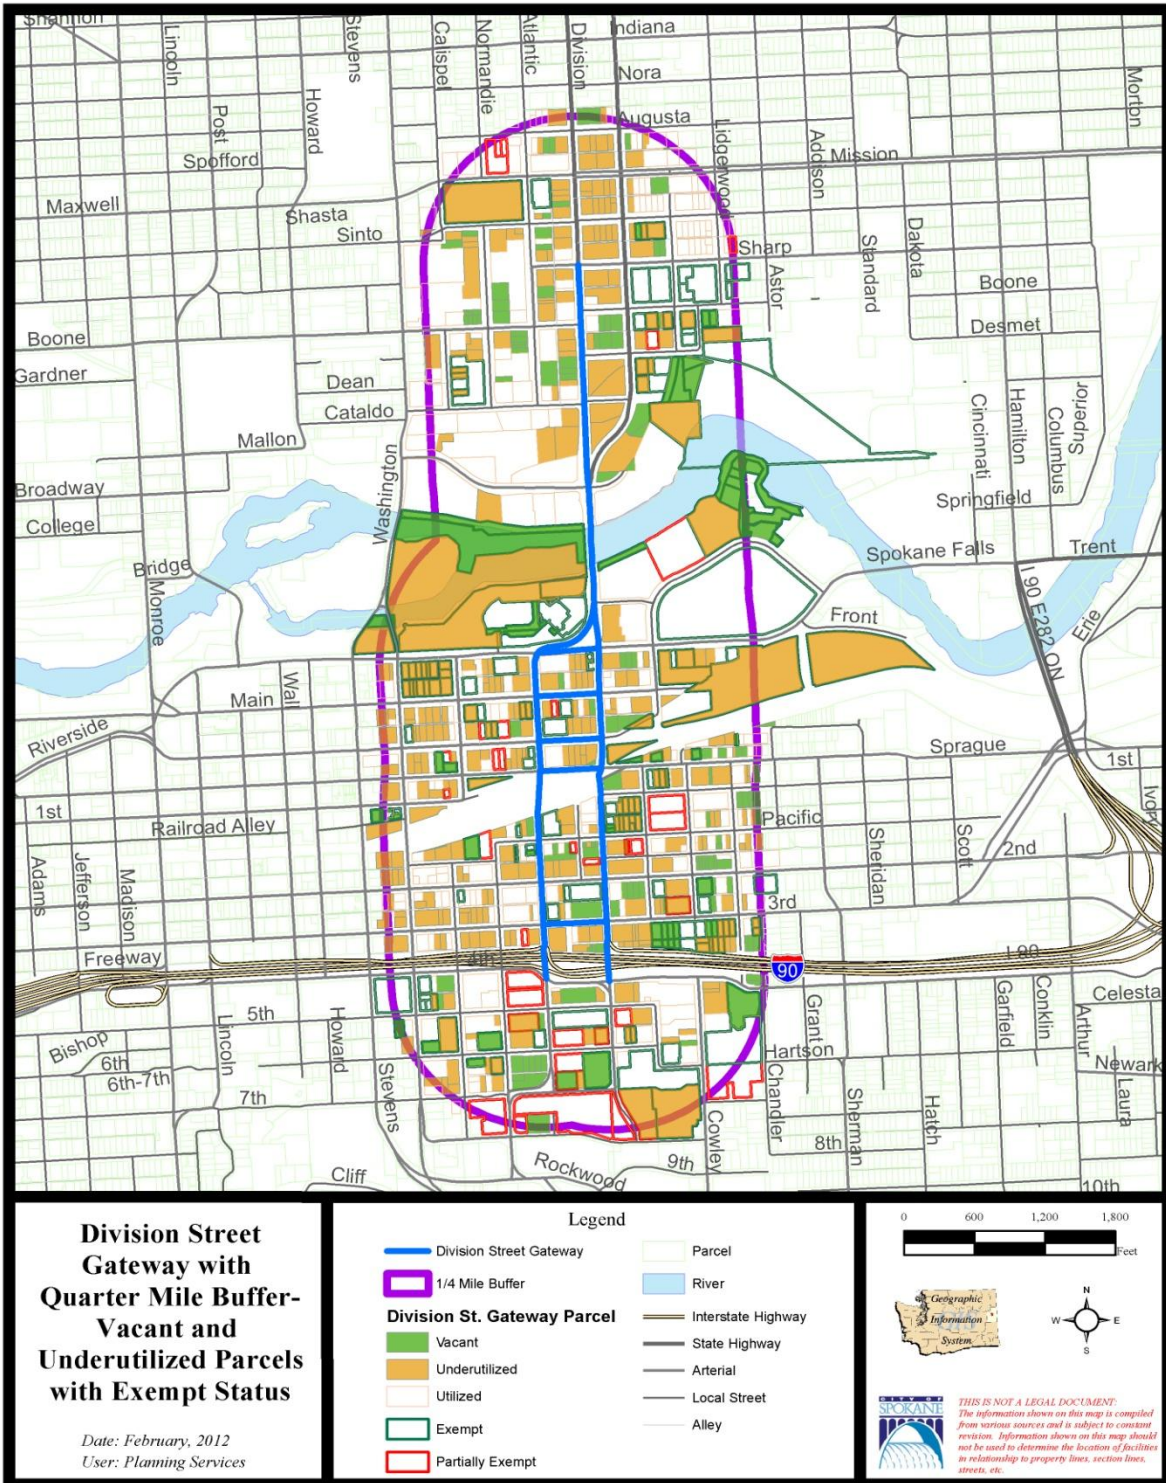 Shannon
Lincoln
Stevens
Calispel
Normandie
Atlantic
Division
Indiana
Nora
Morton
Post
Howard
Augusta
Lidgerwood
Addison
Mission
Spofford
Maxwell
Shasta
Sinto
Sharp
Astor
Standard
Dakota
Boone
Desmet
Boone
Gardner
Dean
Cataldo
Mallon
Cincinnati
Hamilton
Columbus
Superior
Broadway
College
Washington
Springfield
Bridge
Monroe
Spokane Falls
Trent
I 90 E282 ON
Front
Erie
Main
Wall
Riverside
Sprague
1st
1st
Railroad Alley
Pacific
Adams
Jefferson
Madison
Sheridan
Scott
2nd
3rd
Freeway
4th
90
I 90
5th
Bishop
6th
6th-7th
7th
Lincoln
Howard
Stevens
Grant
Hartson
Chandler
Cowley
Sherman
Hatch
Garfield
Conklin
Arthur
Celesta
Newark
Laura
8th
9th
10th
Cliff
Rockwood
Division Street
Gateway with
Quarter Mile Buffer-
Vacant and
Underutilized Parcels
with Exempt Status
Date: February, 2012
User: Planning Services
Legend
Division Street Gateway
1/4 Mile Buffer
Division St. Gateway Parcel
Vacant
Underutilized
Utilized
Exempt
Partially Exempt
Parcel
River
Interstate Highway
State Highway
Arterial
Local Street
Alley
0 600 1,200 1,800
Feet
Geographic
Information
System
N
W E
S
CITY OF
SPOKANE
THIS IS NOT A LEGAL DOCUMENT:
The information shown on this map is compiled
from various sources and is subject to constant
revision. Information shown on this map should
not be used to determine the location of facilities
in relationship to property lines, section lines,
streets, etc.